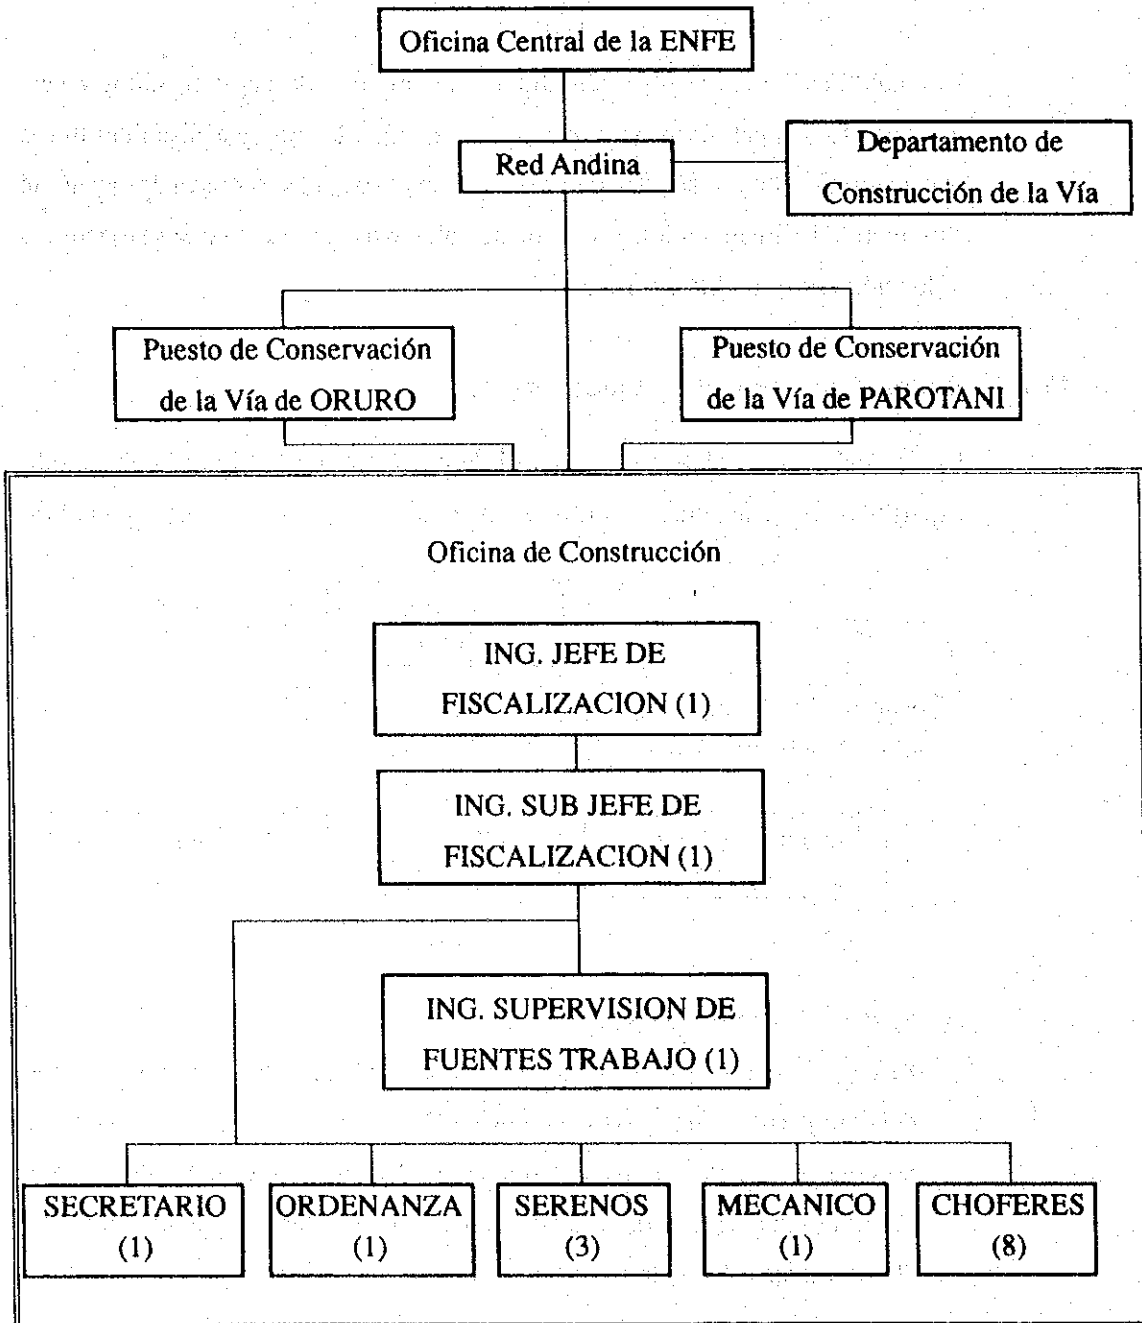 Oficina Central de la ENFE
Red Andina
Departamento de
Construcción de la Vía
Puesto de Conservación
de la Vía de ORURO
Puesto de Conservación
de la Vía de PAROTANI
Oficina de Construcción
ING. JEFE DE
FISCALIZACION (1)
ING. SUB JEFE DE
FISCALIZACION (1)
ING. SUPERVISION DE
FUENTES TRABAJO (1)
SECRETARIO
(1)
ORDENANZA
(1)
SERENOS
(3)
MECANICO
(1)
CHOFERES
(8)